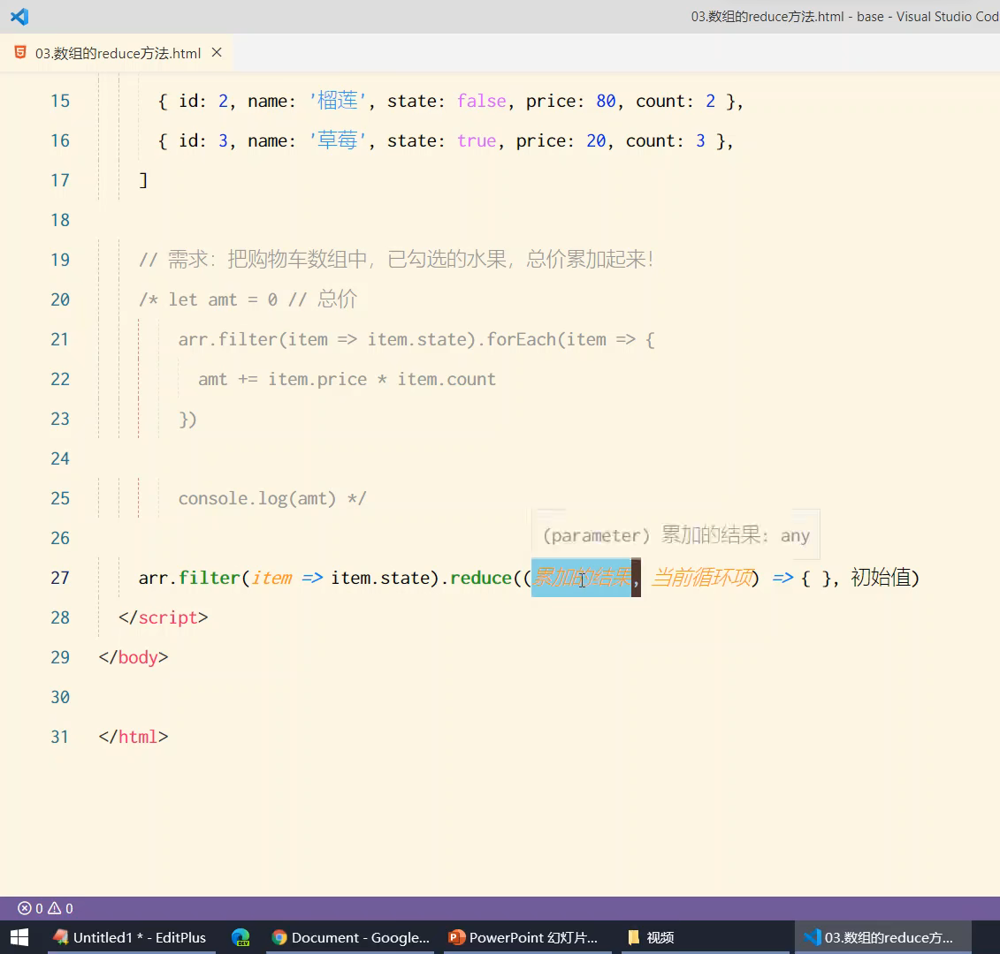 03.数组的reduce方法.html - base - Visual Studio Cod
03.数组的reduce方法.html
15 { id: 2, name: '榴莲', state: false, price: 80, count: 2 },
16 { id: 3, name: '草莓', state: true, price: 20, count: 3 },
17 ]
18
19 // 需求：把购物车数组中，已勾选的水果，总价累加起来！
20 /* let amt = 0 // 总价
21 arr.filter(item => item.state).forEach(item => {
22 amt += item.price * item.count
23 })
24
25 console.log(amt) */
(parameter) 累加的结果: any
26
27 arr.filter(item => item.state).reduce((累加的结果, 当前循环项) => { }, 初始值)
28 </script>
29 </body>
30
31 </html>
0 0
Untitled1 * - EditPlus DEV Document - Google... PowerPoint 幻灯片... 视频 03.数组的reduce方...